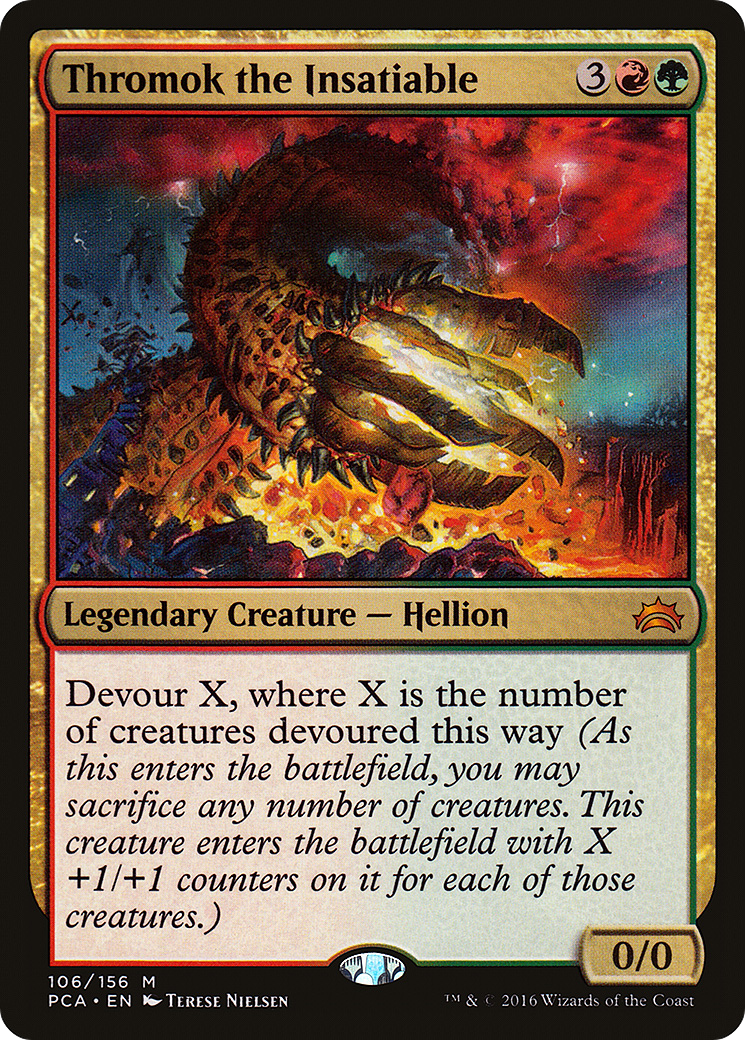 Thromok the Insatiable 3
Legendary Creature — Hellion
Devour X, where X is the number
of creatures devoured this way (As
this enters the battlefield, you may
sacrifice any number of creatures. This
creature enters the battlefield with X
+1/+1 counters on it for each of those
creatures.)
0/0
106/156 M
PCA • EN Terese Nielsen
™ & © 2016 Wizards of the Coast